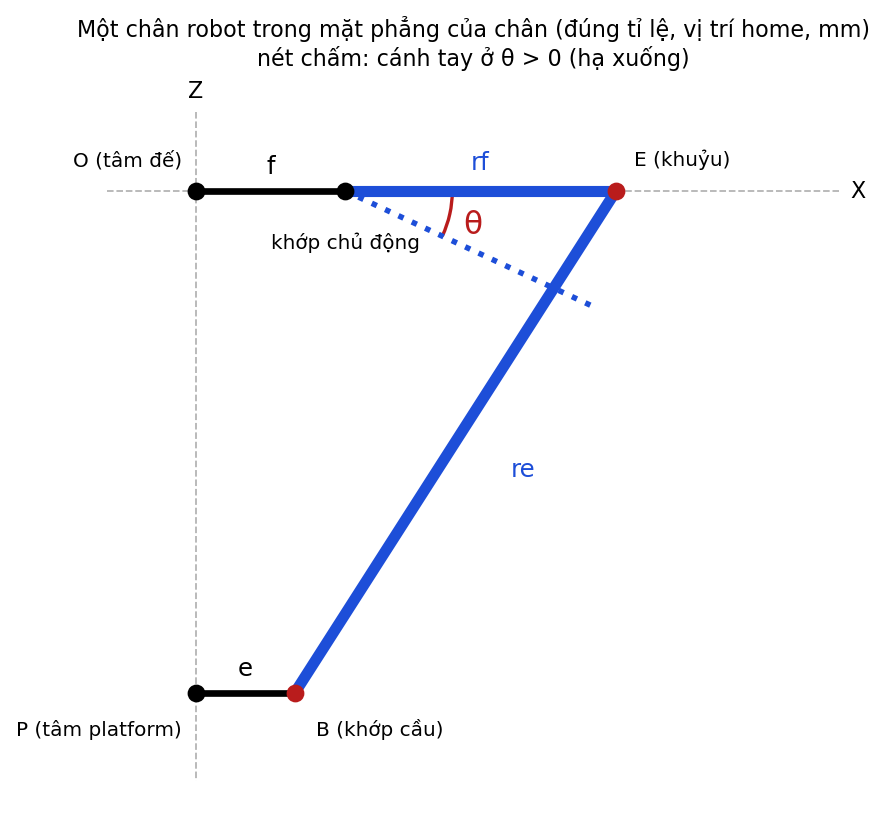 Một chân robot trong mặt phẳng của chân (đúng tỉ lệ, vị trí home, mm)
nét chấm: cánh tay ở θ > 0 (hạ xuống)
Z
O (tâm đế)
f
rf
E (khuỷu)
X
θ
khớp chủ động
re
e
P (tâm platform)
B (khớp cầu)